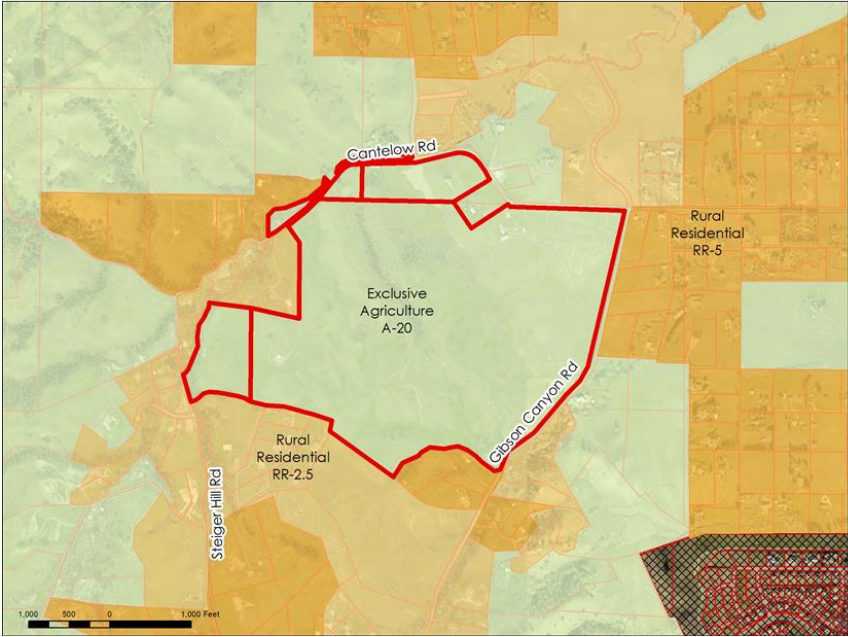 Cantelow Rd
Rural
Residential
RR-5
Exclusive
Agriculture
A-20
Gibson Canyon Rd
Rural
Residential
RR-2.5
Steiger Hill Rd
1,000 500 0 1,000 Feet